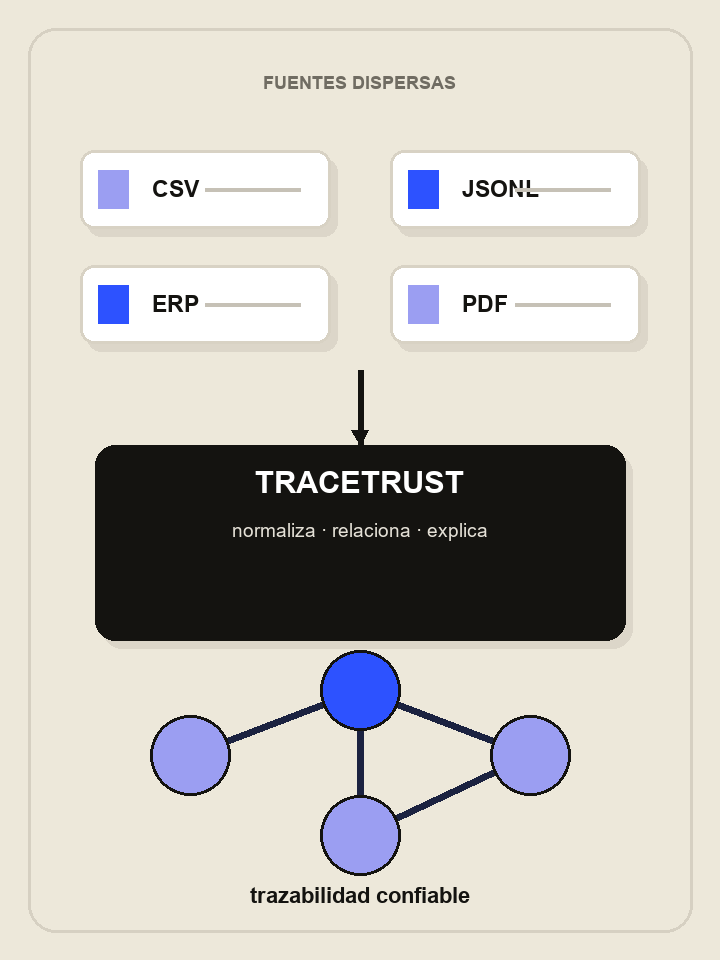 FUENTES DISPERSAS
CSV
JSONL
ERP
PDF
TRACETRUST
normaliza · relaciona · explica
trazabilidad confiable